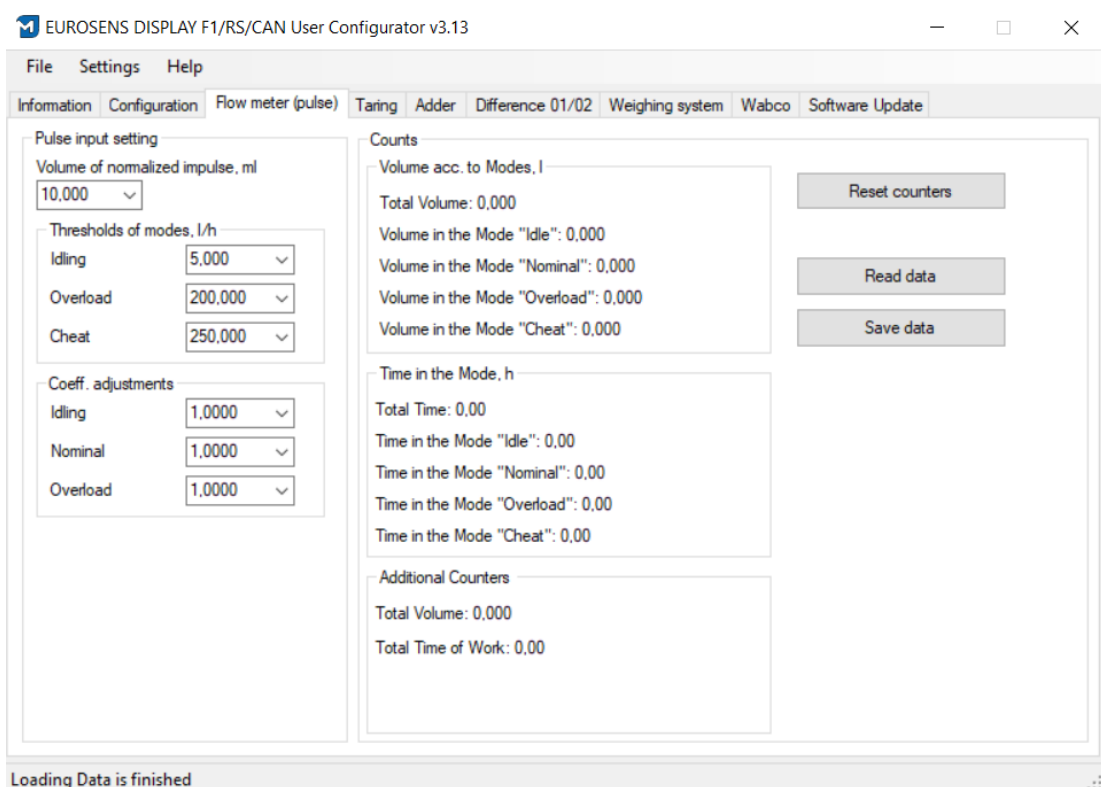 EUROSENS DISPLAY F1/RS/CAN User Configurator v3.13
File Settings Help
Information Configuration Flow meter (pulse) Taring Adder Difference 01/02 Weighing system Wabco Software Update
Pulse input setting
Volume of normalized impulse, ml
10,000
Thresholds of modes, l/h
Idling 5,000
Overload 200,000
Cheat 250,000
Coeff. adjustments
Idling 1,0000
Nominal 1,0000
Overload 1,0000
Counts
Volume acc. to Modes, l
Total Volume: 0,000
Volume in the Mode "Idle": 0,000
Volume in the Mode "Nominal": 0,000
Volume in the Mode "Overload": 0,000
Volume in the Mode "Cheat": 0,000
Time in the Mode, h
Total Time: 0,00
Time in the Mode "Idle": 0,00
Time in the Mode "Nominal": 0,00
Time in the Mode "Overload": 0,00
Time in the Mode "Cheat": 0,00
Additional Counters
Total Volume: 0,000
Total Time of Work: 0,00
Reset counters
Read data
Save data
Loading Data is finished